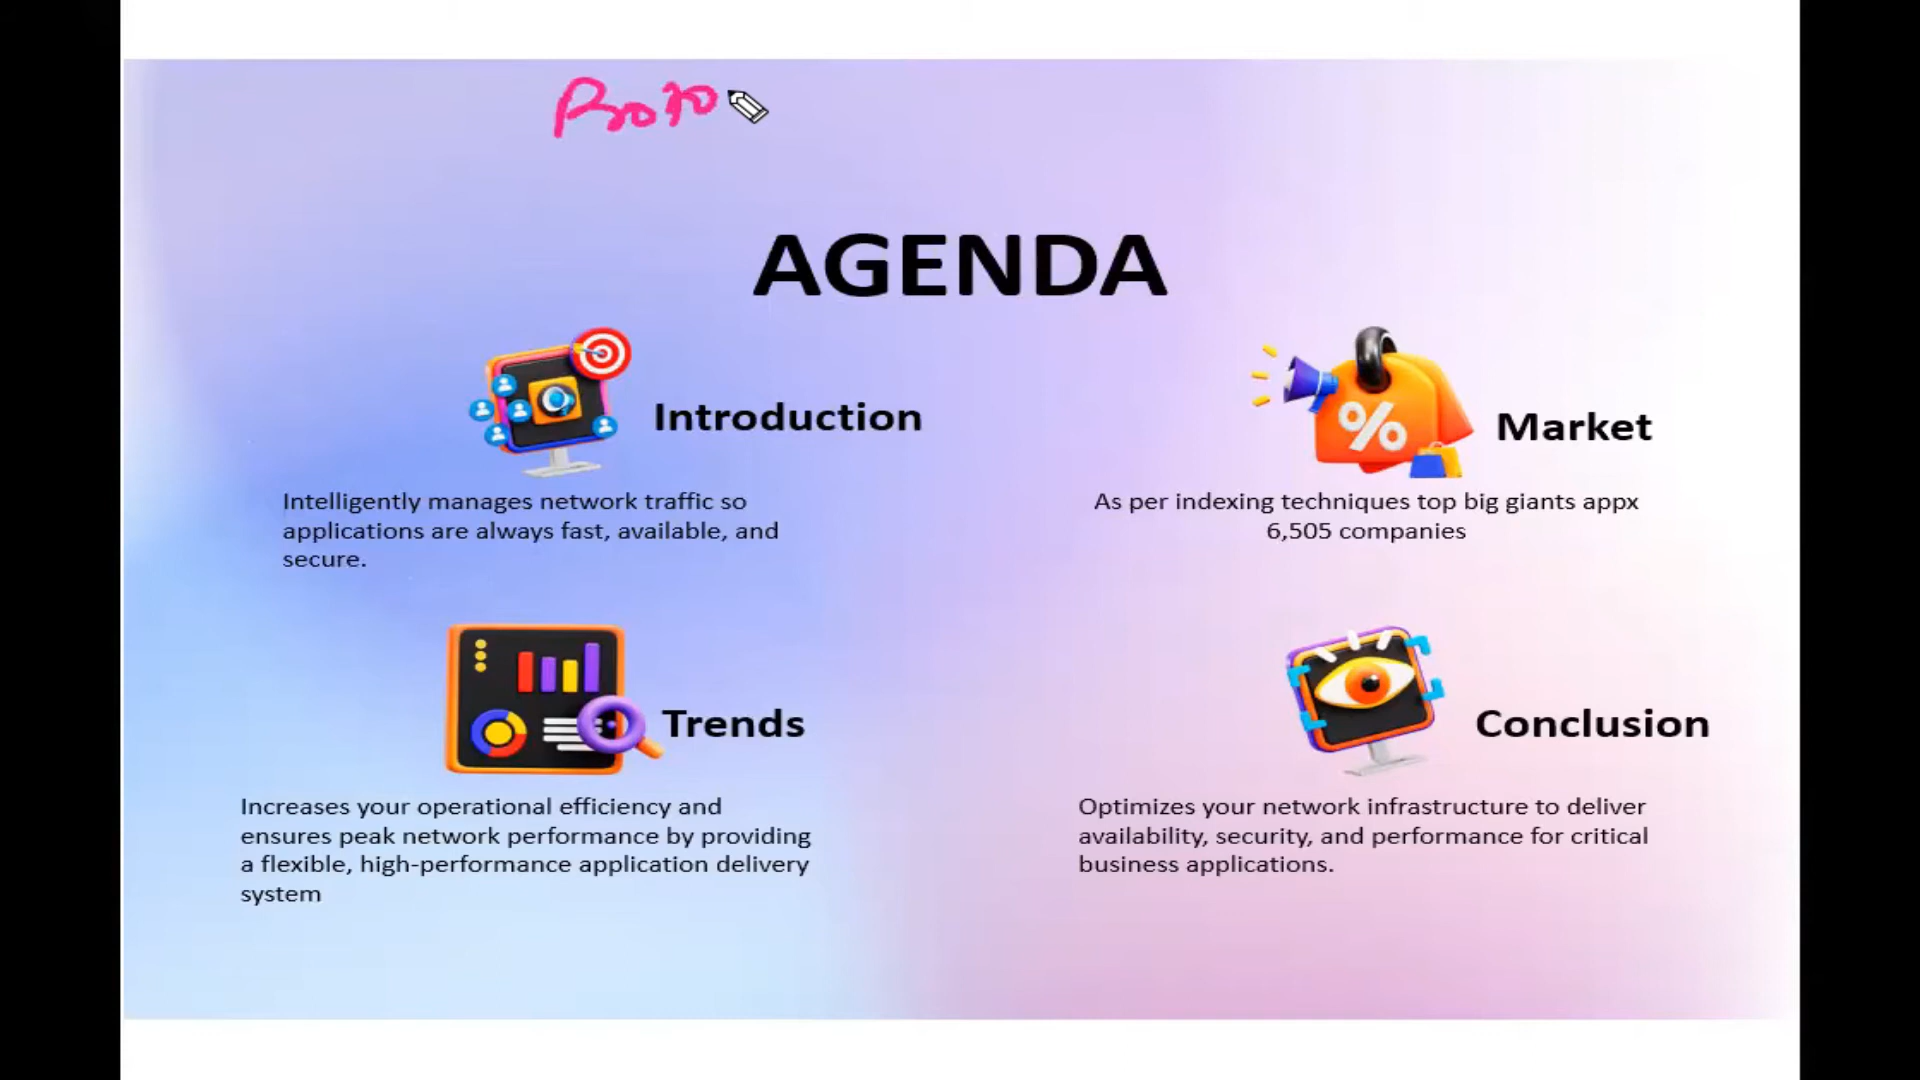 Proto
AGENDA
Introduction
Intelligently manages network traffic so
applications are always fast, available, and
secure.
Market
As per indexing techniques top big giants appx
6,505 companies
Trends
Increases your operational efficiency and
ensures peak network performance by providing
a flexible, high-performance application delivery
system
Conclusion
Optimizes your network infrastructure to deliver
availability, security, and performance for critical
business applications.